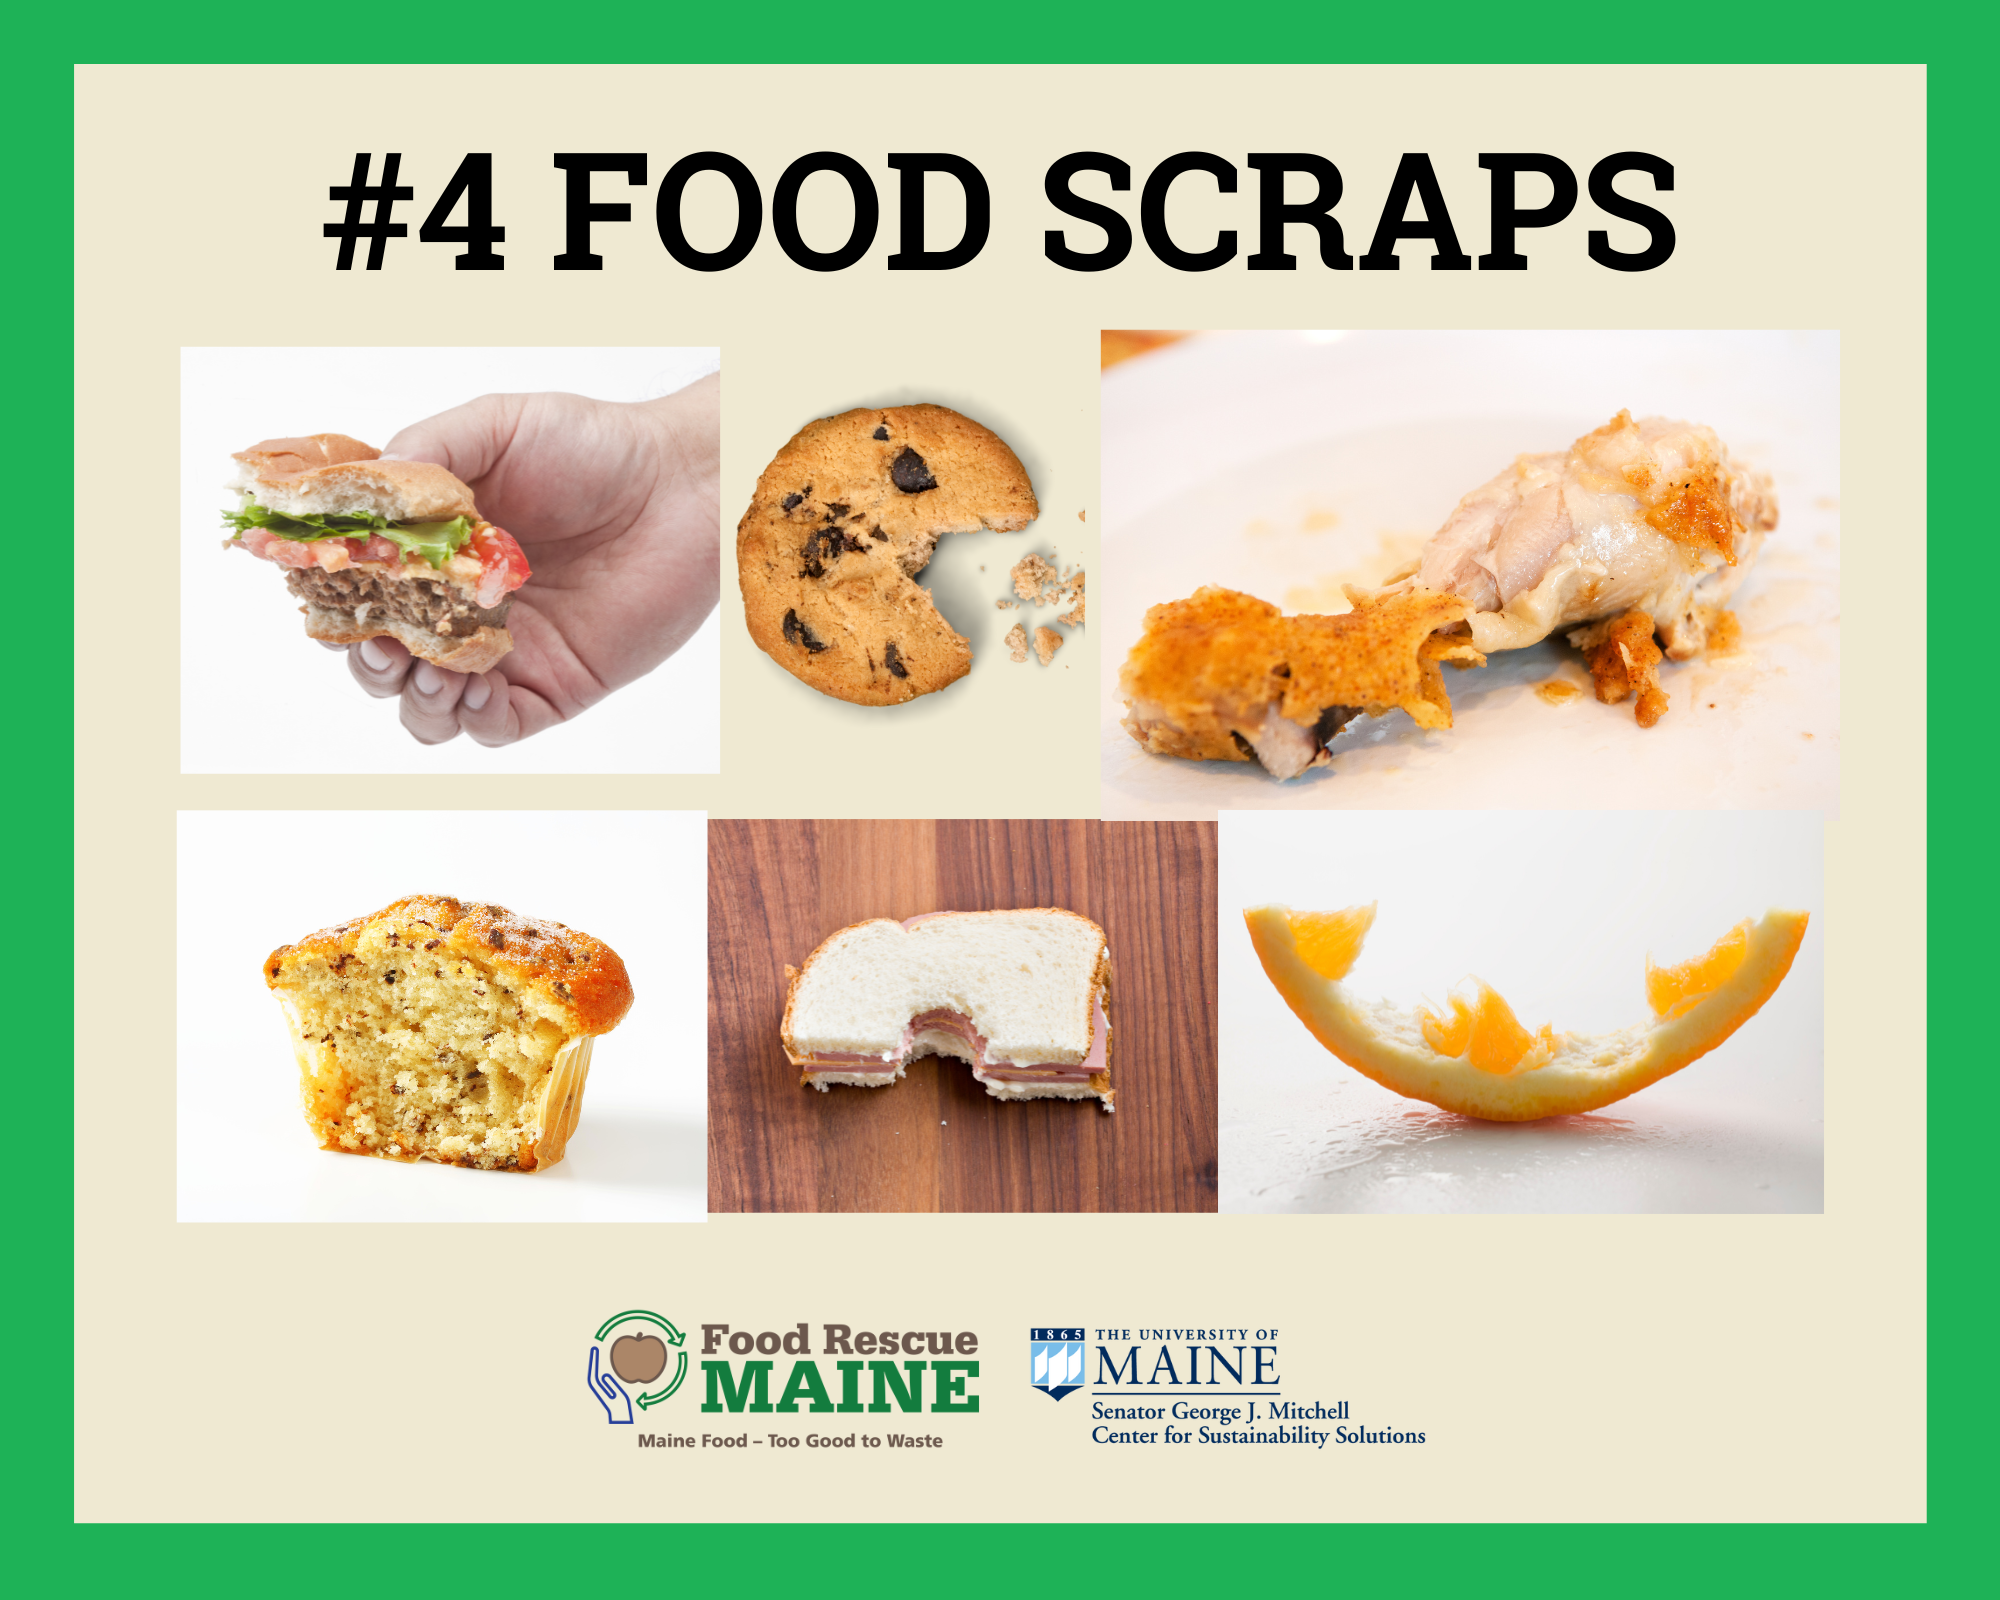 #4 FOOD SCRAPS
Food Rescue
MAINE
Maine Food – Too Good to Waste
1865
THE UNIVERSITY OF
MAINE
Senator George J. Mitchell
Center for Sustainability Solutions